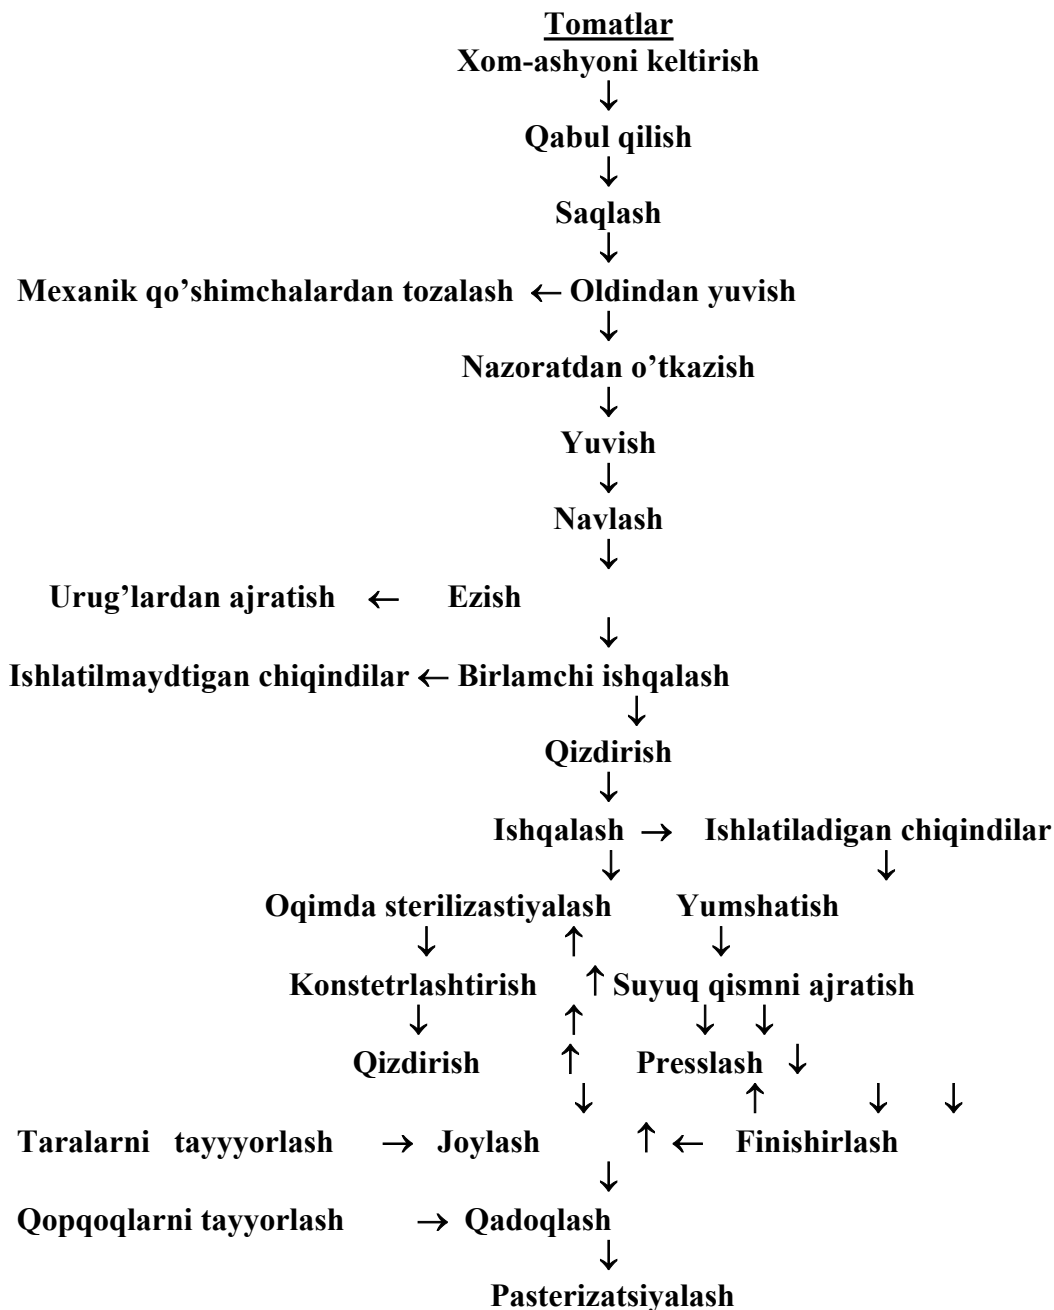 Tomatlar
Xom-ashyoni keltirish
↓
Qabul qilish
↓
Saqlash
↓
Mexanik qo’shimchalardan tozalash ← Oldindan yuvish
↓
Nazoratdan o’tkazish
↓
Yuvish
↓
Navlash
↓
Urug’lardan ajratish ← Ezish
↓
Ishlatilmaydtigan chiqindilar ← Birlamchi ishqalash
↓
Qizdirish
↓
Ishqalash → Ishlatiladigan chiqindilar
↓ ↓
Oqimda sterilizastiyalash Yumshatish
↓ ↑ ↓
Konstetrlashtirish ↑ Suyuq qismni ajratish
↓ ↑ ↓ ↓
Qizdirish ↑ Presslash ↓
↓ ↑ ↓ ↓
Taralarni tayyyorlash → Joylash ↑ ← Finishirlash
↓
Qopqoqlarni tayyorlash → Qadoqlash
↓
Pasterizatsiyalash